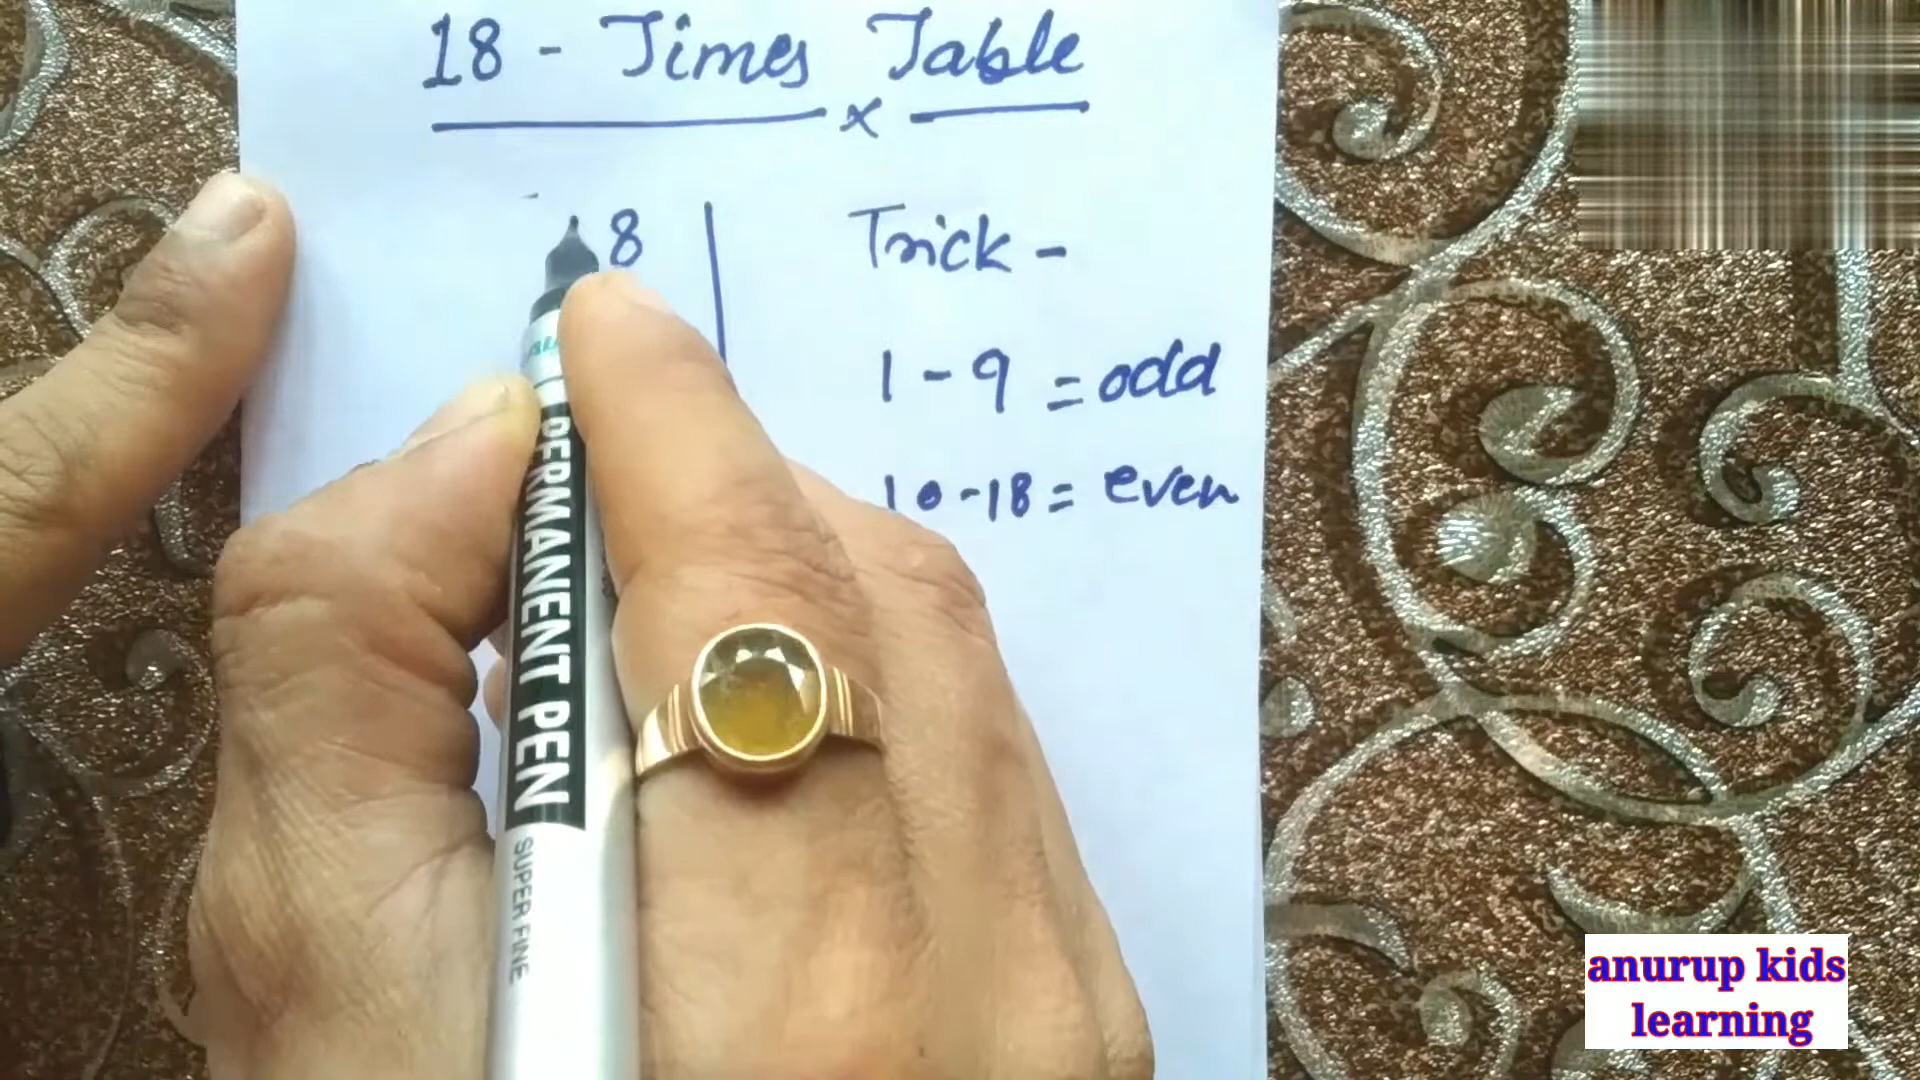 18 - Times Table
x
8
Trick -
1 - 9 = odd
10 - 18 = even
PERMANENT PEN
SUPER FINE
anurup kids
learning